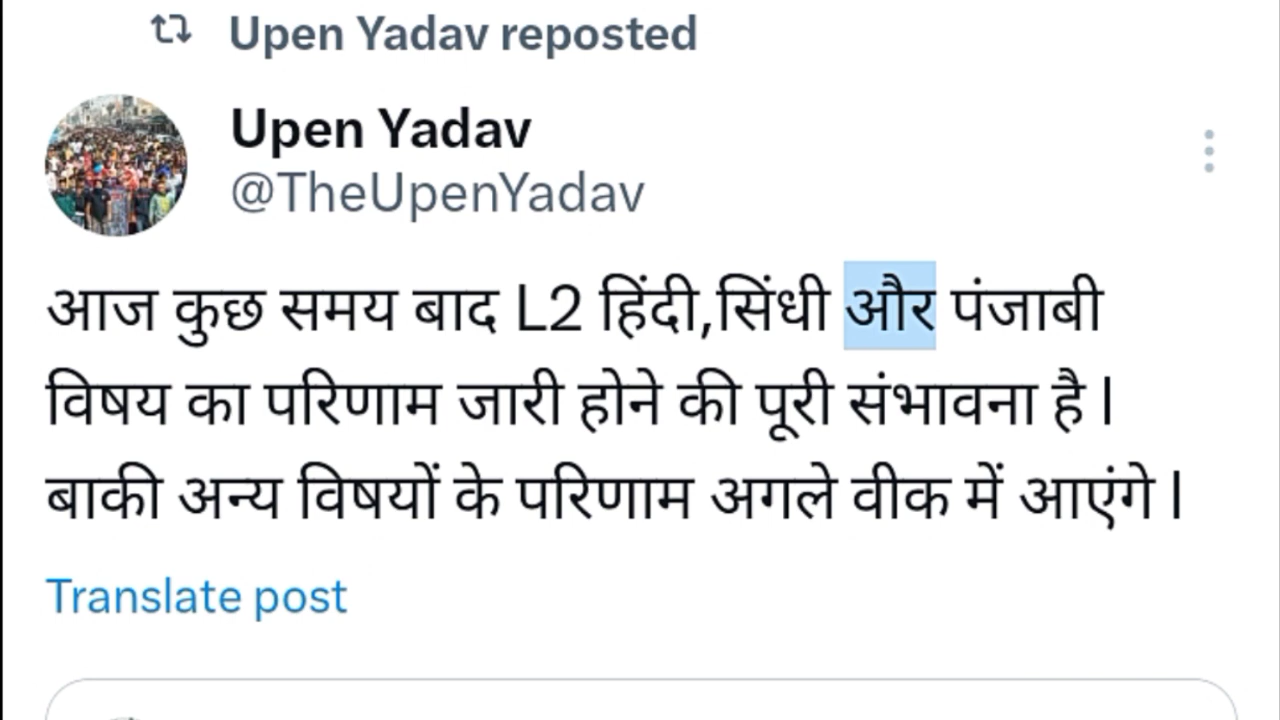 Upen Yadav reposted
Upen Yadav
@TheUpenYadav
आज कुछ समय बाद L2 हिंदी,सिंधी और पंजाबी
विषय का परिणाम जारी होने की पूरी संभावना है l
बाकी अन्य विषयों के परिणाम अगले वीक में आएंगे l
Translate post